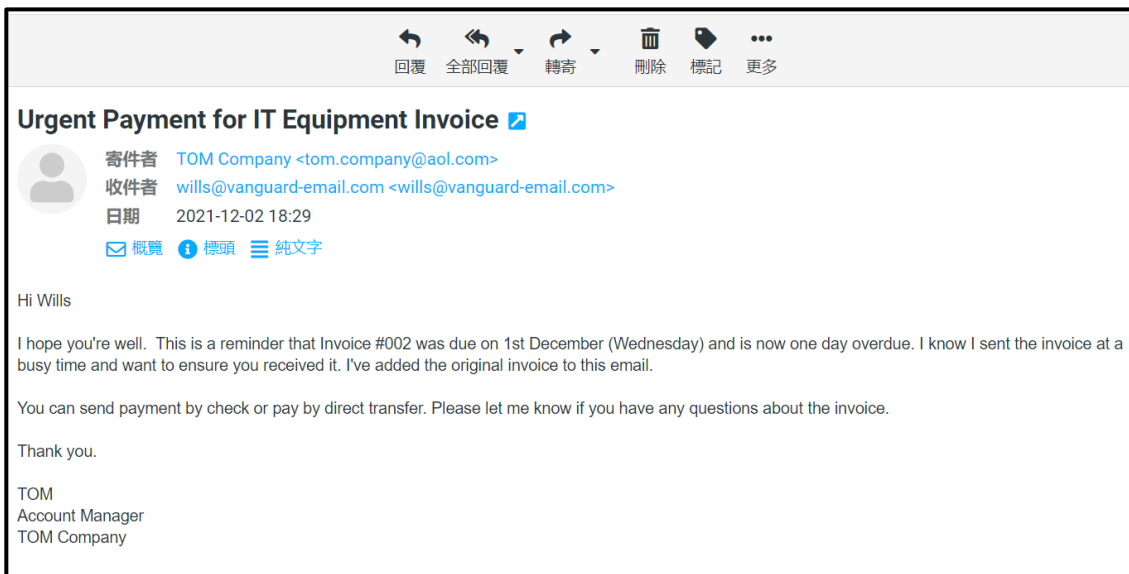 回覆 全部回覆 轉寄 刪除 標記 更多
Urgent Payment for IT Equipment Invoice
寄件者 TOM Company <tom.company@aol.com>
收件者 wills@vanguard-email.com <wills@vanguard-email.com>
日期 2021-12-02 18:29
概覽 標頭 純文字
Hi Wills
I hope you're well. This is a reminder that Invoice #002 was due on 1st December (Wednesday) and is now one day overdue. I know I sent the invoice at a
busy time and want to ensure you received it. I've added the original invoice to this email.
You can send payment by check or pay by direct transfer. Please let me know if you have any questions about the invoice.
Thank you.
TOM
Account Manager
TOM Company